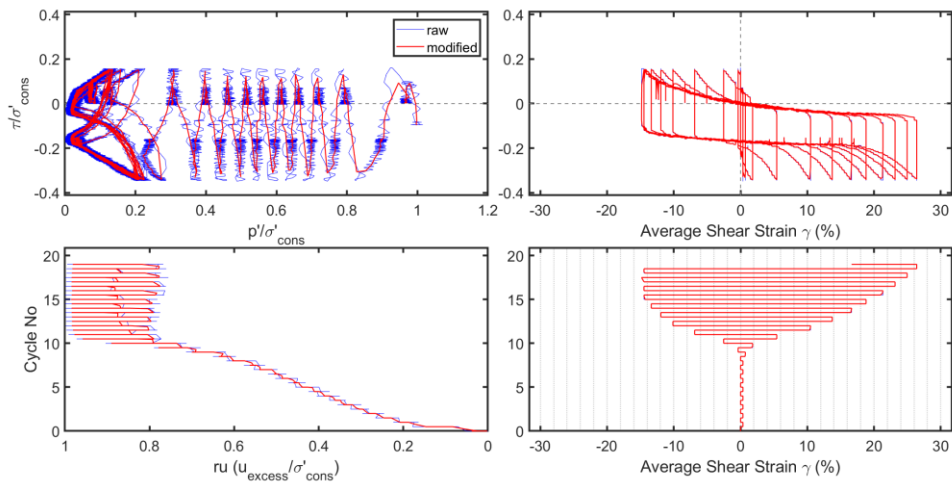 0.4
0.2
0
-0.2
-0.4
τ/σ'cons
0 0.2 0.4 0.6 0.8 1 1.2
p'/σ'cons
raw
modified
0.4
0.2
0
-0.2
-0.4
-30 -20 -10 0 10 20 30
Average Shear Strain γ (%)
20
15
10
5
0
Cycle No
1 0.8 0.6 0.4 0.2 0
ru (uexcess/σ'cons)
20
15
10
5
0
-30 -20 -10 0 10 20 30
Average Shear Strain γ (%)